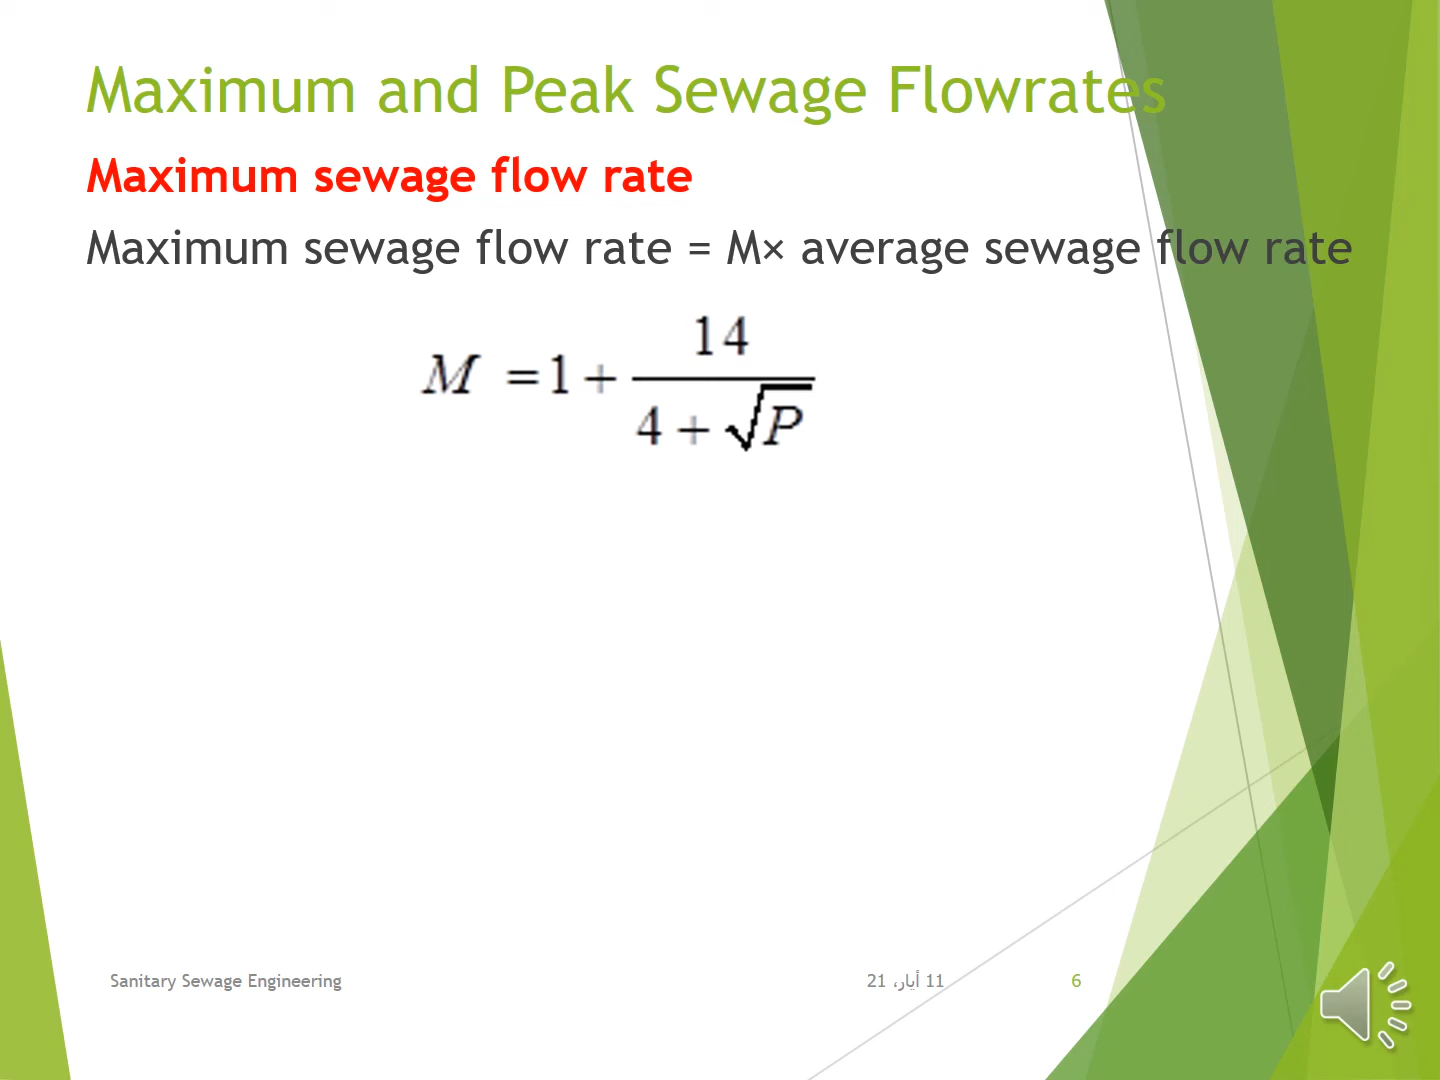 Maximum and Peak Sewage Flowrates
Maximum sewage flow rate
Maximum sewage flow rate = M× average sewage flow rate
M = 1 + 14 / (4 + √P)
Sanitary Sewage Engineering
11 أيار، 21
6